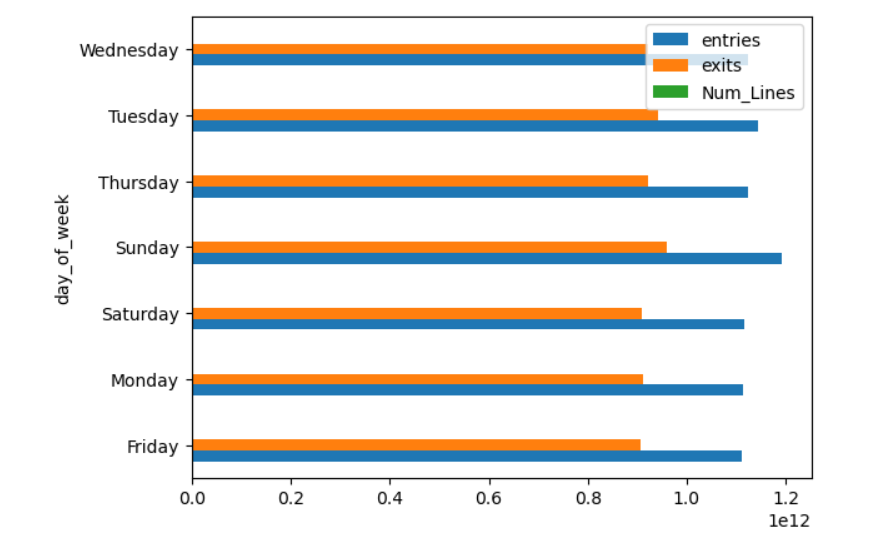 entries
exits
Num_Lines
Wednesday
Tuesday
Thursday
Sunday
Saturday
Monday
Friday
day_of_week
0.0 0.2 0.4 0.6 0.8 1.0 1.2
1e12